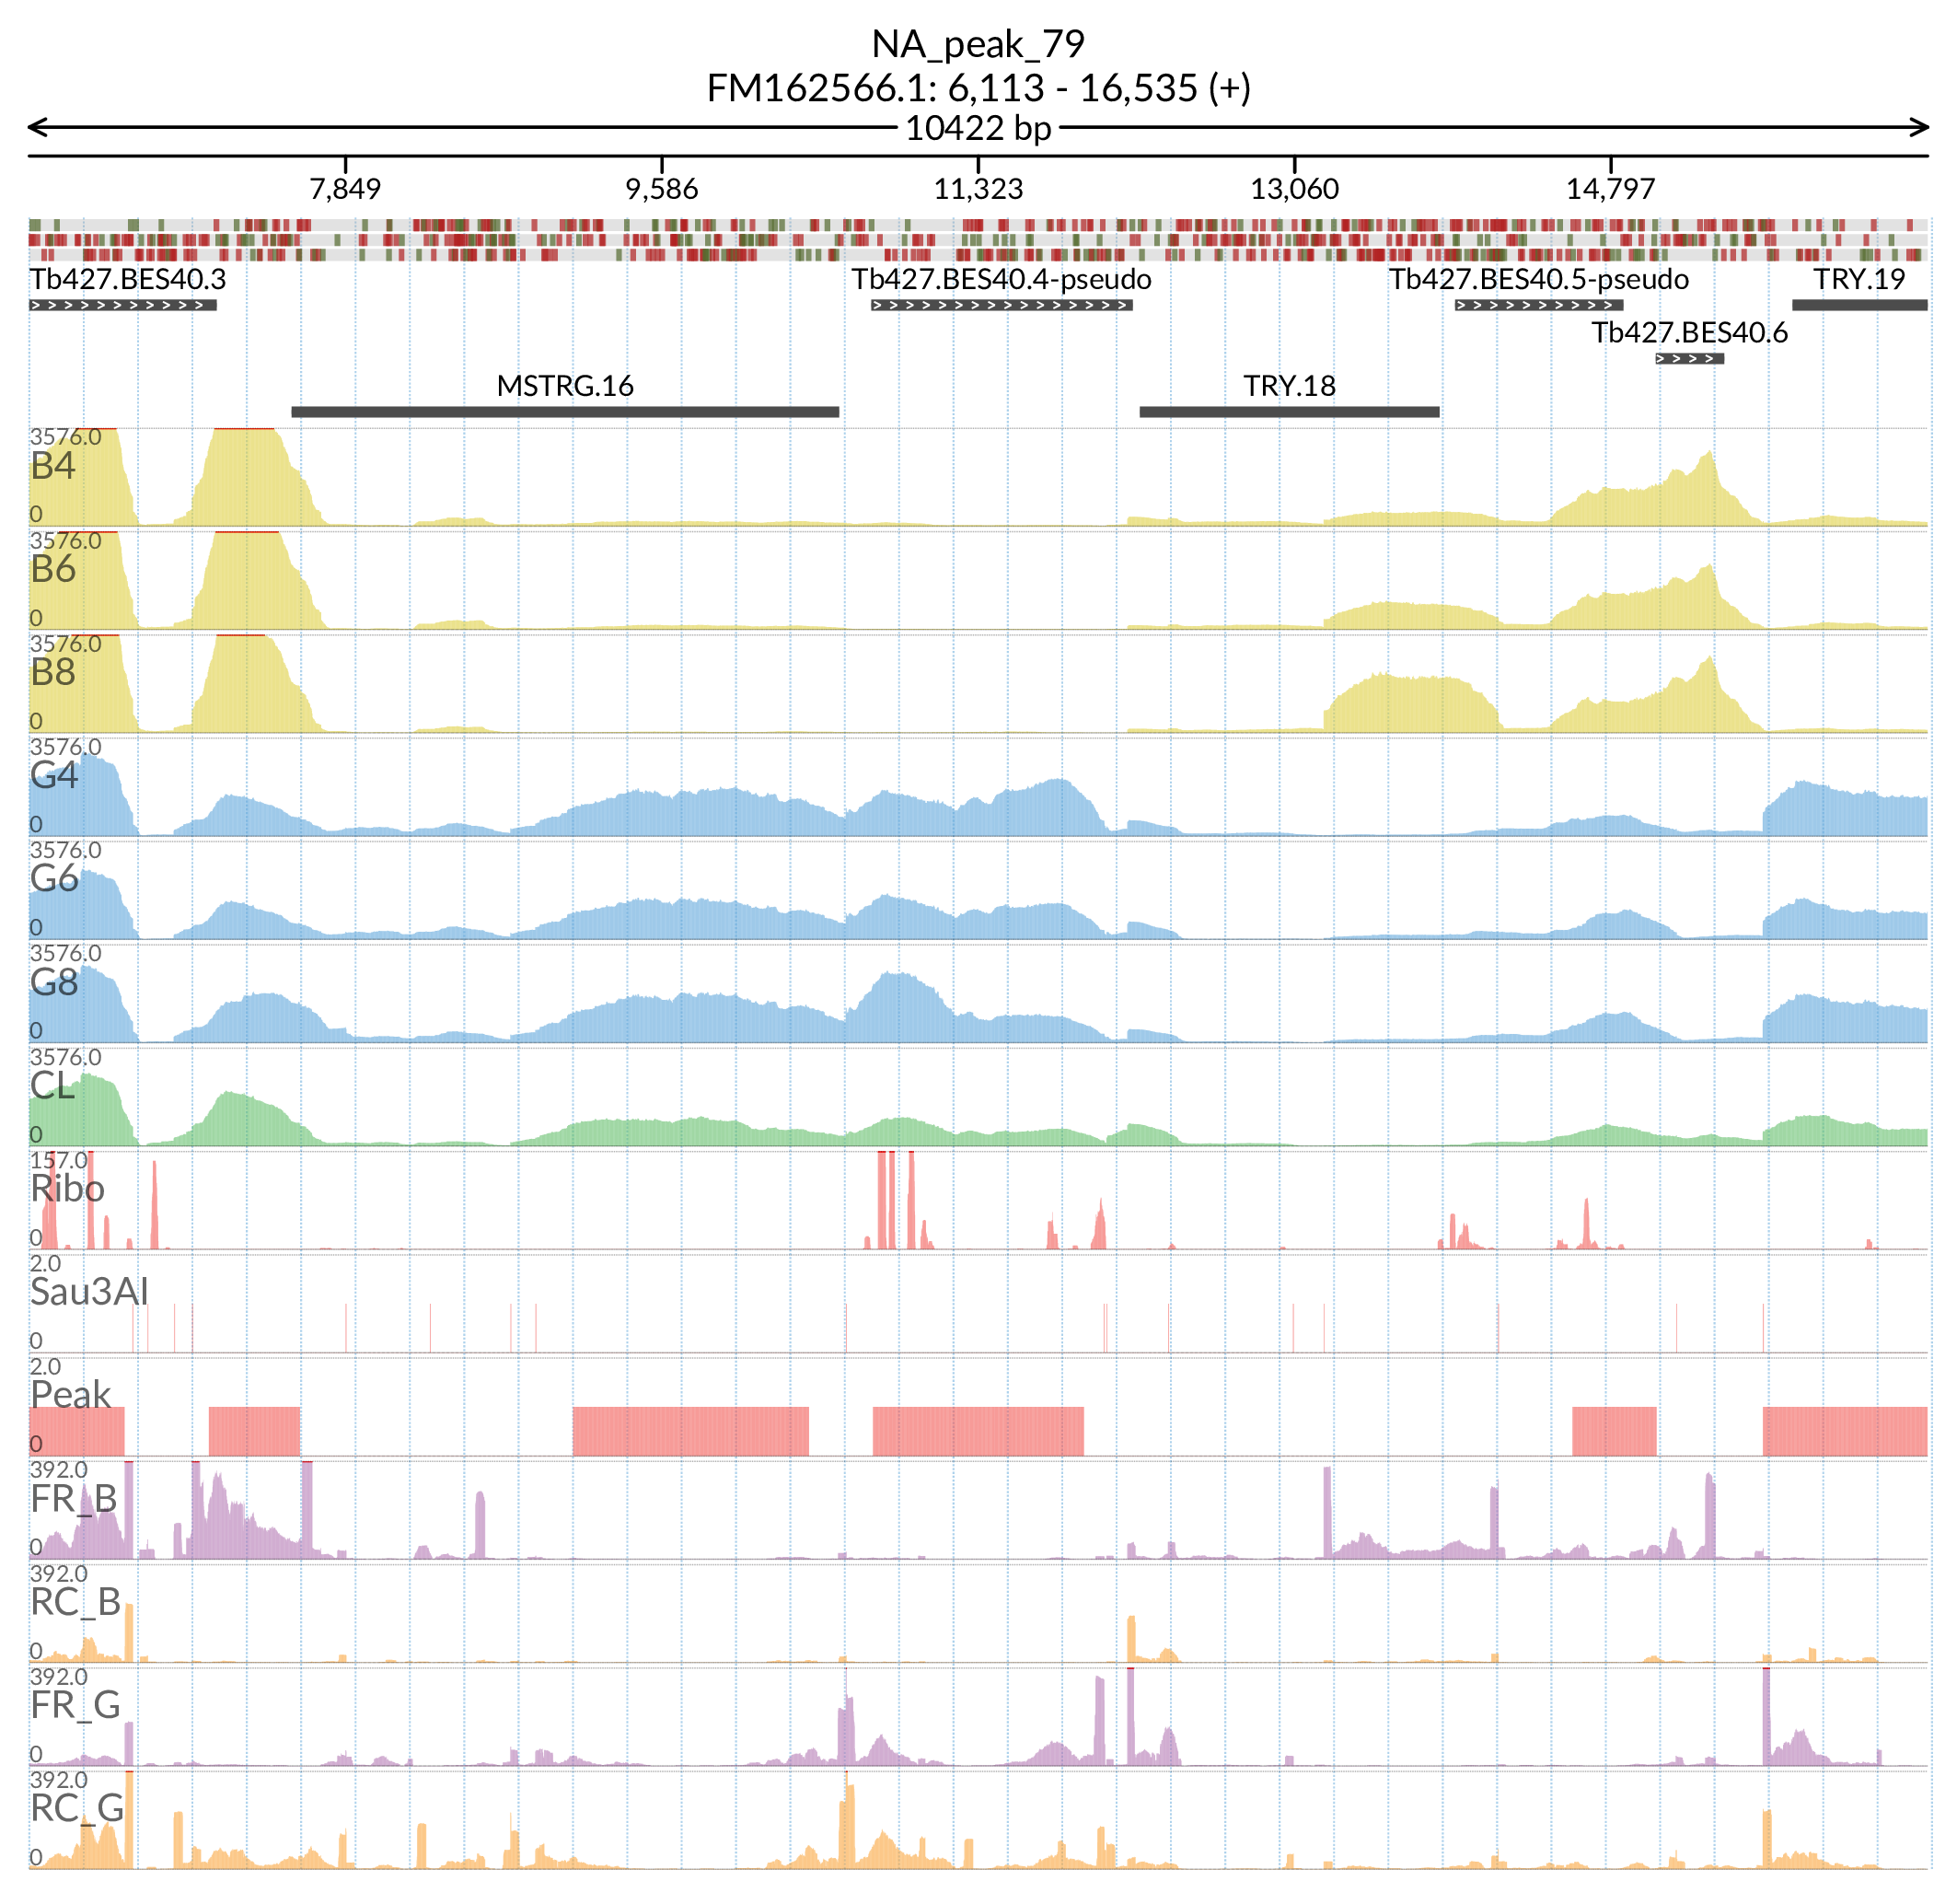 NA_peak_79
FM162566.1: 6,113 - 16,535 (+)
10422 bp
7,849 9,586 11,323 13,060 14,797
Tb427.BES40.3 Tb427.BES40.4-pseudo Tb427.BES40.5-pseudo TRY.19
Tb427.BES40.6
MSTRG.16 TRY.18
3576.0
B4
0
3576.0
B6
0
3576.0
B8
0
3576.0
G4
0
3576.0
G6
0
3576.0
G8
0
3576.0
CL
0
157.0
Ribo
0
2.0
Sau3AI
0
2.0
Peak
0
392.0
FR_B
0
392.0
RC_B
0
392.0
FR_G
0
392.0
RC_G
0